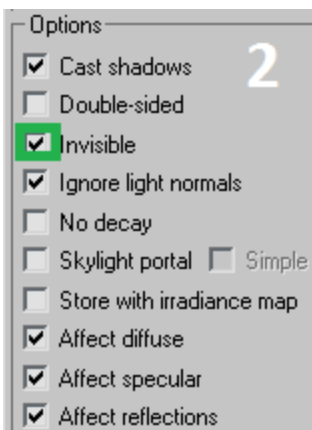 Options
2
Cast shadows
Double-sided
Invisible
Ignore light normals
No decay
Skylight portal Simple
Store with irradiance map
Affect diffuse
Affect specular
Affect reflections